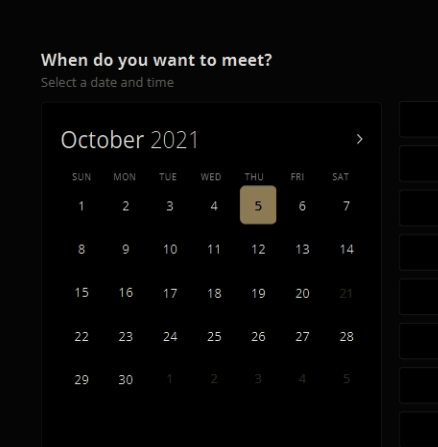 When do you want to meet?
Select a date and time
October 2021
SUN MON TUE WED THU FRI SAT
1 2 3 4 5 6 7
8 9 10 11 12 13 14
15 16 17 18 19 20 21
22 23 24 25 26 27 28
29 30 1 2 3 4 5